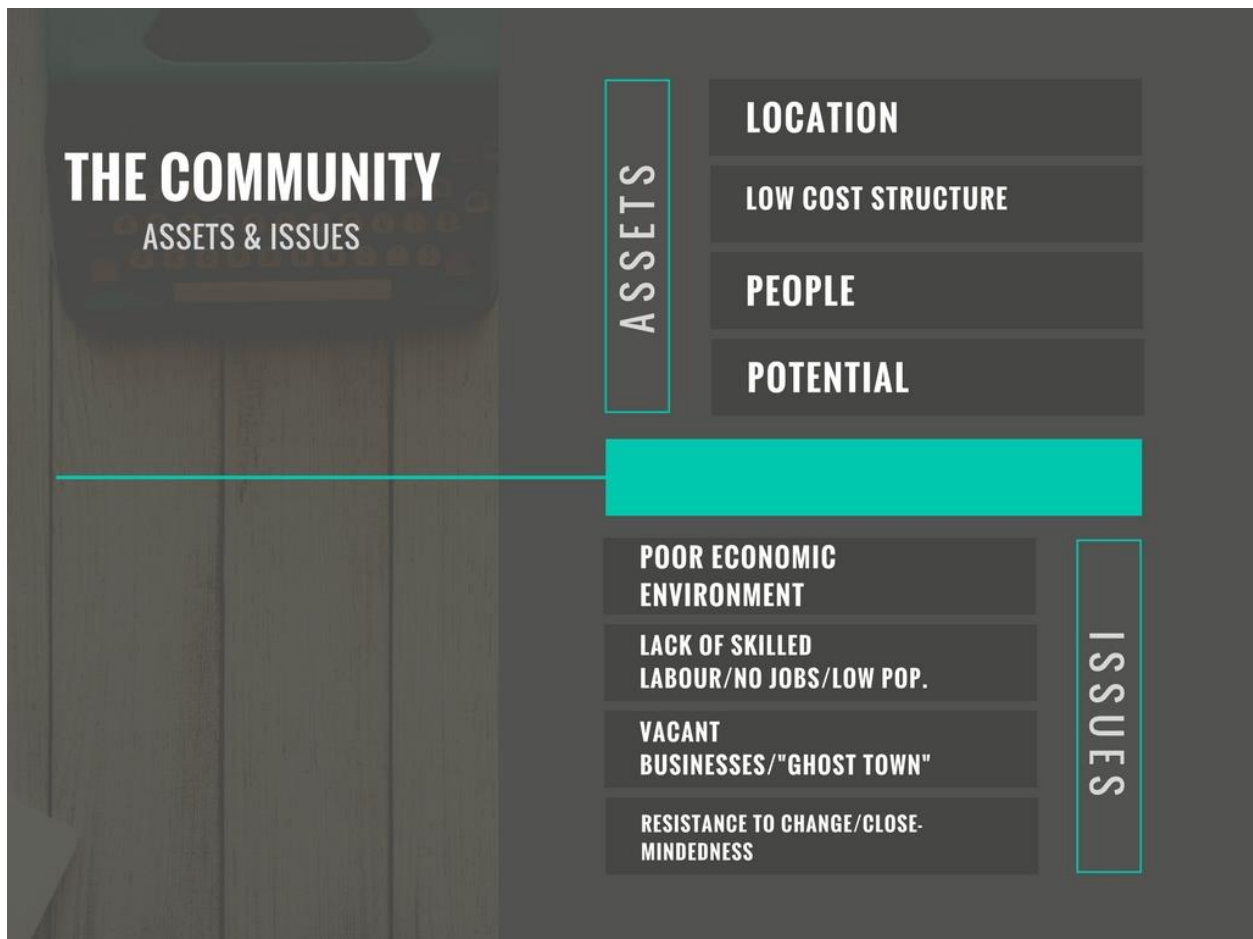 THE COMMUNITY
ASSETS & ISSUES
ASSETS
LOCATION
LOW COST STRUCTURE
PEOPLE
POTENTIAL
POOR ECONOMIC
ENVIRONMENT
LACK OF SKILLED
LABOUR/NO JOBS/LOW POP.
VACANT
BUSINESSES/"GHOST TOWN"
RESISTANCE TO CHANGE/CLOSE-
MINDEDNESS
ISSUES